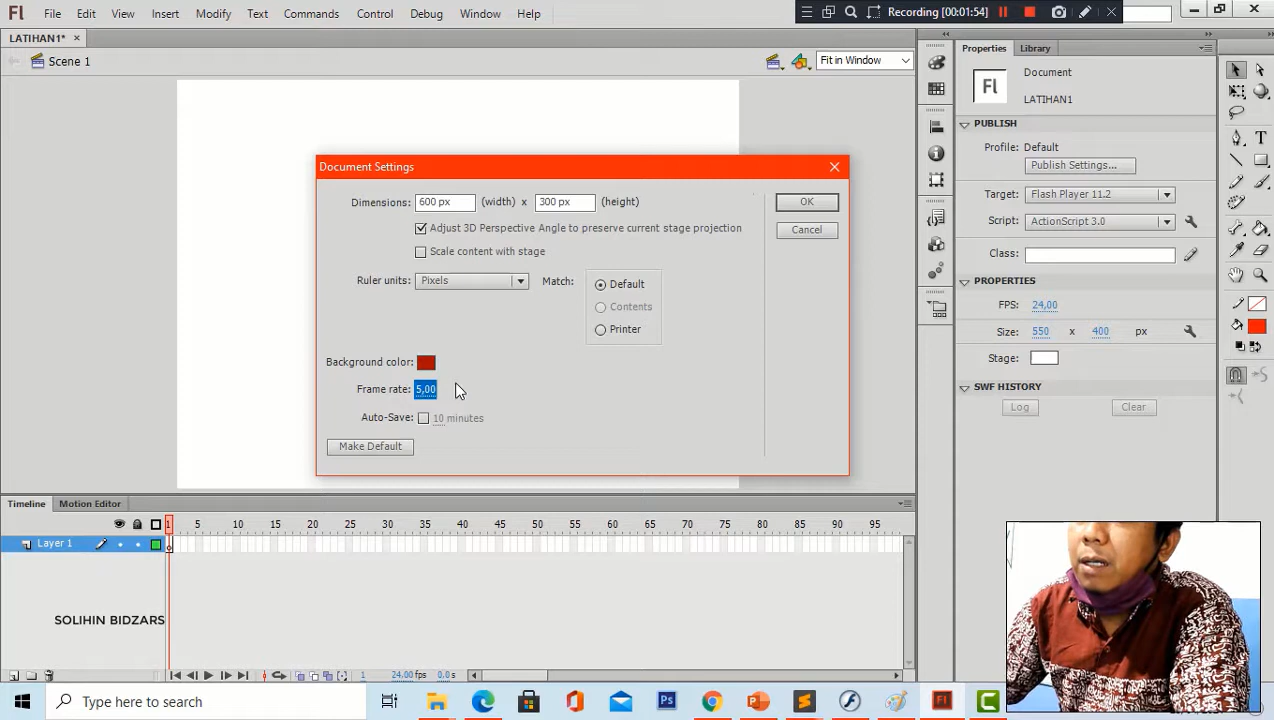 Fl File Edit View Insert Modify Text Commands Control Debug Window Help
Recording [00:01:54]
LATIHAN1* ×
Scene 1
Fit in Window
Properties Library
Fl
Document
LATIHAN1
PUBLISH
Profile: Default
Publish Settings...
Target: Flash Player 11.2
Script: ActionScript 3.0
Class:
PROPERTIES
FPS: 24,00
Size: 550 x 400 px
Stage:
SWF HISTORY
Log Clear
Document Settings
Dimensions: 600 px (width) x 300 px (height)
Adjust 3D Perspective Angle to preserve current stage projection
Scale content with stage
Ruler units: Pixels
Match: Default
Contents
Printer
Background color:
Frame rate: 5,00
Auto-Save: 10 minutes
Make Default
OK
Cancel
Timeline Motion Editor
1 5 10 15 20 25 30 35 40 45 50 55 60 65 70 75 80 85 90 95
Layer 1
SOLIHIN BIDZARS
1 24.00 fps 0.0 s
Type here to search
Ps
Fl